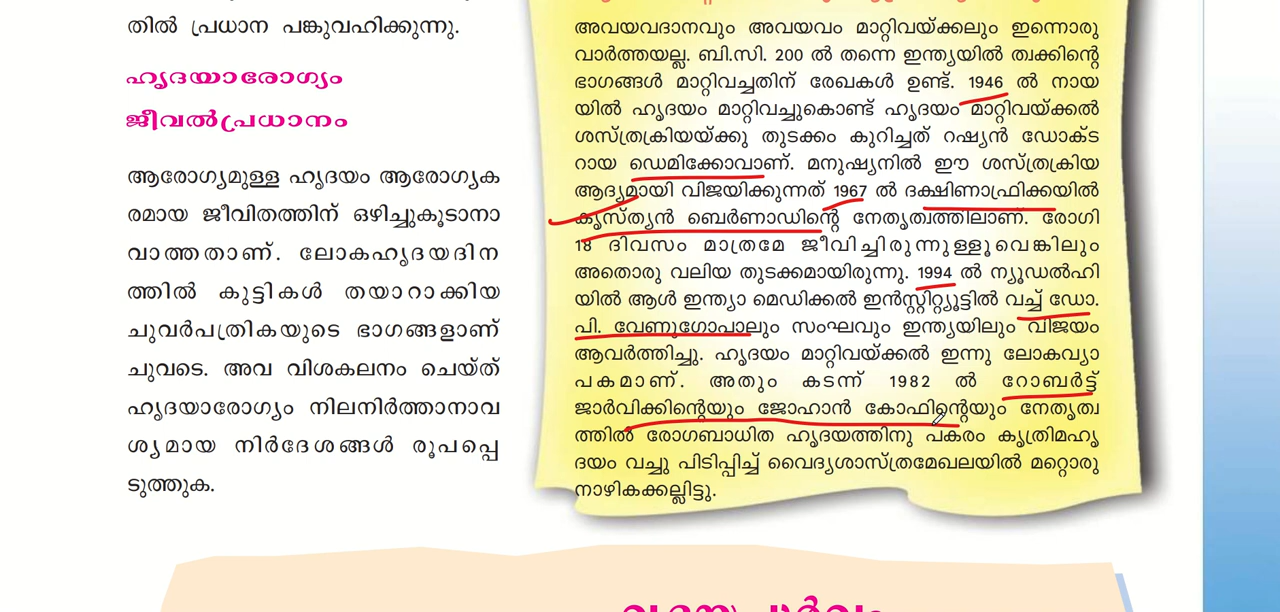 തിൽ പ്രധാന പങ്കുവഹിക്കുന്നു.
ഹൃദയാരോഗ്യം
ജീവൽപ്രധാനം
ആരോഗ്യമുള്ള ഹൃദയം ആരോഗ്യക
രമായ ജീവിതത്തിന് ഒഴിച്ചുകൂടാനാ
വാത്തതാണ്. ലോകഹൃദയദിന
ത്തിൽ കുട്ടികൾ തയാറാക്കിയ
ചുവർപത്രികയുടെ ഭാഗങ്ങളാണ്
ചുവടെ. അവ വിശകലനം ചെയ്ത്
ഹൃദയാരോഗ്യം നിലനിർത്താനാവ
ശ്യമായ നിർദേശങ്ങൾ രൂപപ്പെ
ടുത്തുക.
അവയവദാനവും അവയവം മാറ്റിവയ്ക്കലും ഇന്നൊരു
വാർത്തയല്ല. ബി.സി. 200 ൽ തന്നെ ഇന്ത്യയിൽ ത്വക്കിന്റെ
ഭാഗങ്ങൾ മാറ്റിവച്ചതിന് രേഖകൾ ഉണ്ട്. 1946 ൽ നായ
യിൽ ഹൃദയം മാറ്റിവച്ചുകൊണ്ട് ഹൃദയം മാറ്റിവയ്ക്കൽ
ശസ്ത്രക്രിയയ്ക്കു തുടക്കം കുറിച്ചത് റഷ്യൻ ഡോക്ട
റായ ഡെമിക്കോവാണ്. മനുഷ്യനിൽ ഈ ശസ്ത്രക്രിയ
ആദ്യമായി വിജയിക്കുന്നത് 1967 ൽ ദക്ഷിണാഫ്രിക്കയിൽ
കൃസ്ത്യൻ ബെർണാഡിന്റെ നേതൃത്വത്തിലാണ്. രോഗി
18 ദിവസം മാത്രമേ ജീവിച്ചിരുന്നുള്ളൂവെങ്കിലും
അതൊരു വലിയ തുടക്കമായിരുന്നു. 1994 ൽ ന്യൂഡൽഹി
യിൽ ആൾ ഇന്ത്യാ മെഡിക്കൽ ഇൻസ്റ്റിറ്റ്യൂട്ടിൽ വച്ച് ഡോ.
പി. വേണുഗോപാലും സംഘവും ഇന്ത്യയിലും വിജയം
ആവർത്തിച്ചു. ഹൃദയം മാറ്റിവയ്ക്കൽ ഇന്നു ലോകവ്യാ
പകമാണ്. അതും കടന്ന് 1982 ൽ റോബർട്ട്
ജാർവിക്കിന്റെയും ജോഹാൻ കോഫിന്റെയും നേതൃത്വ
ത്തിൽ രോഗബാധിത ഹൃദയത്തിനു പകരം കൃത്രിമഹൃ
ദയം വച്ചു പിടിപ്പിച്ച് വൈദ്യശാസ്ത്രമേഖലയിൽ മറ്റൊരു
നാഴികക്കല്ലിട്ടു.